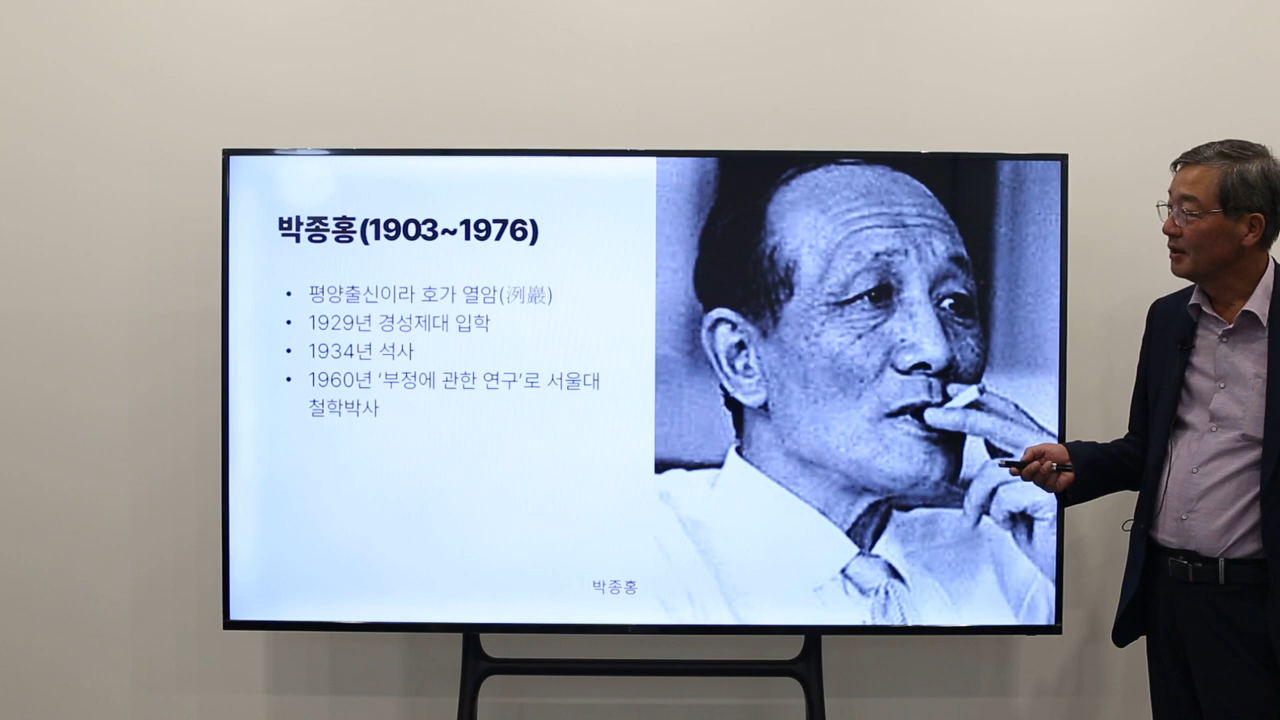 박종홍(1903~1976)
• 평양출신이라 호가 열암(洌巖)
• 1929년 경성제대 입학
• 1934년 석사
• 1960년 ‘부정에 관한 연구’로 서울대
철학박사
박종홍